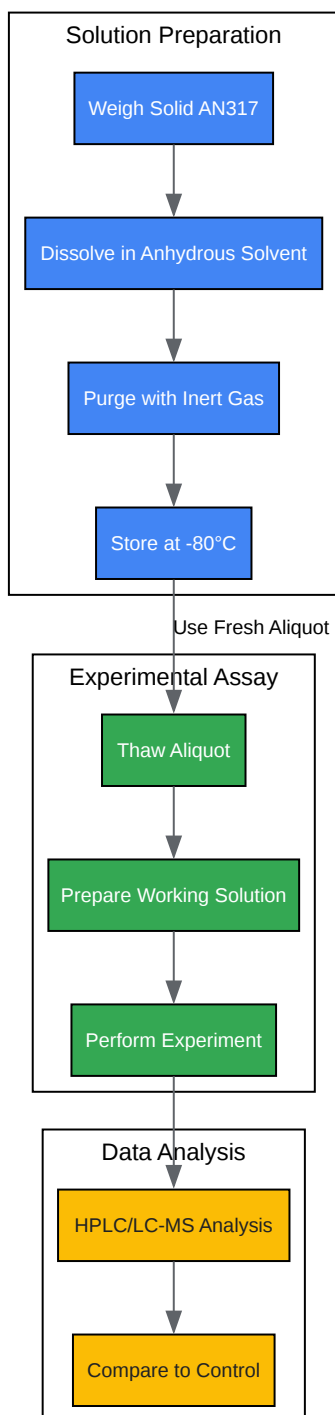 Solution Preparation
Weigh Solid AN317
Dissolve in Anhydrous Solvent
Purge with Inert Gas
Store at -80°C
Use Fresh Aliquot
Experimental Assay
Thaw Aliquot
Prepare Working Solution
Perform Experiment
Data Analysis
HPLC/LC-MS Analysis
Compare to Control